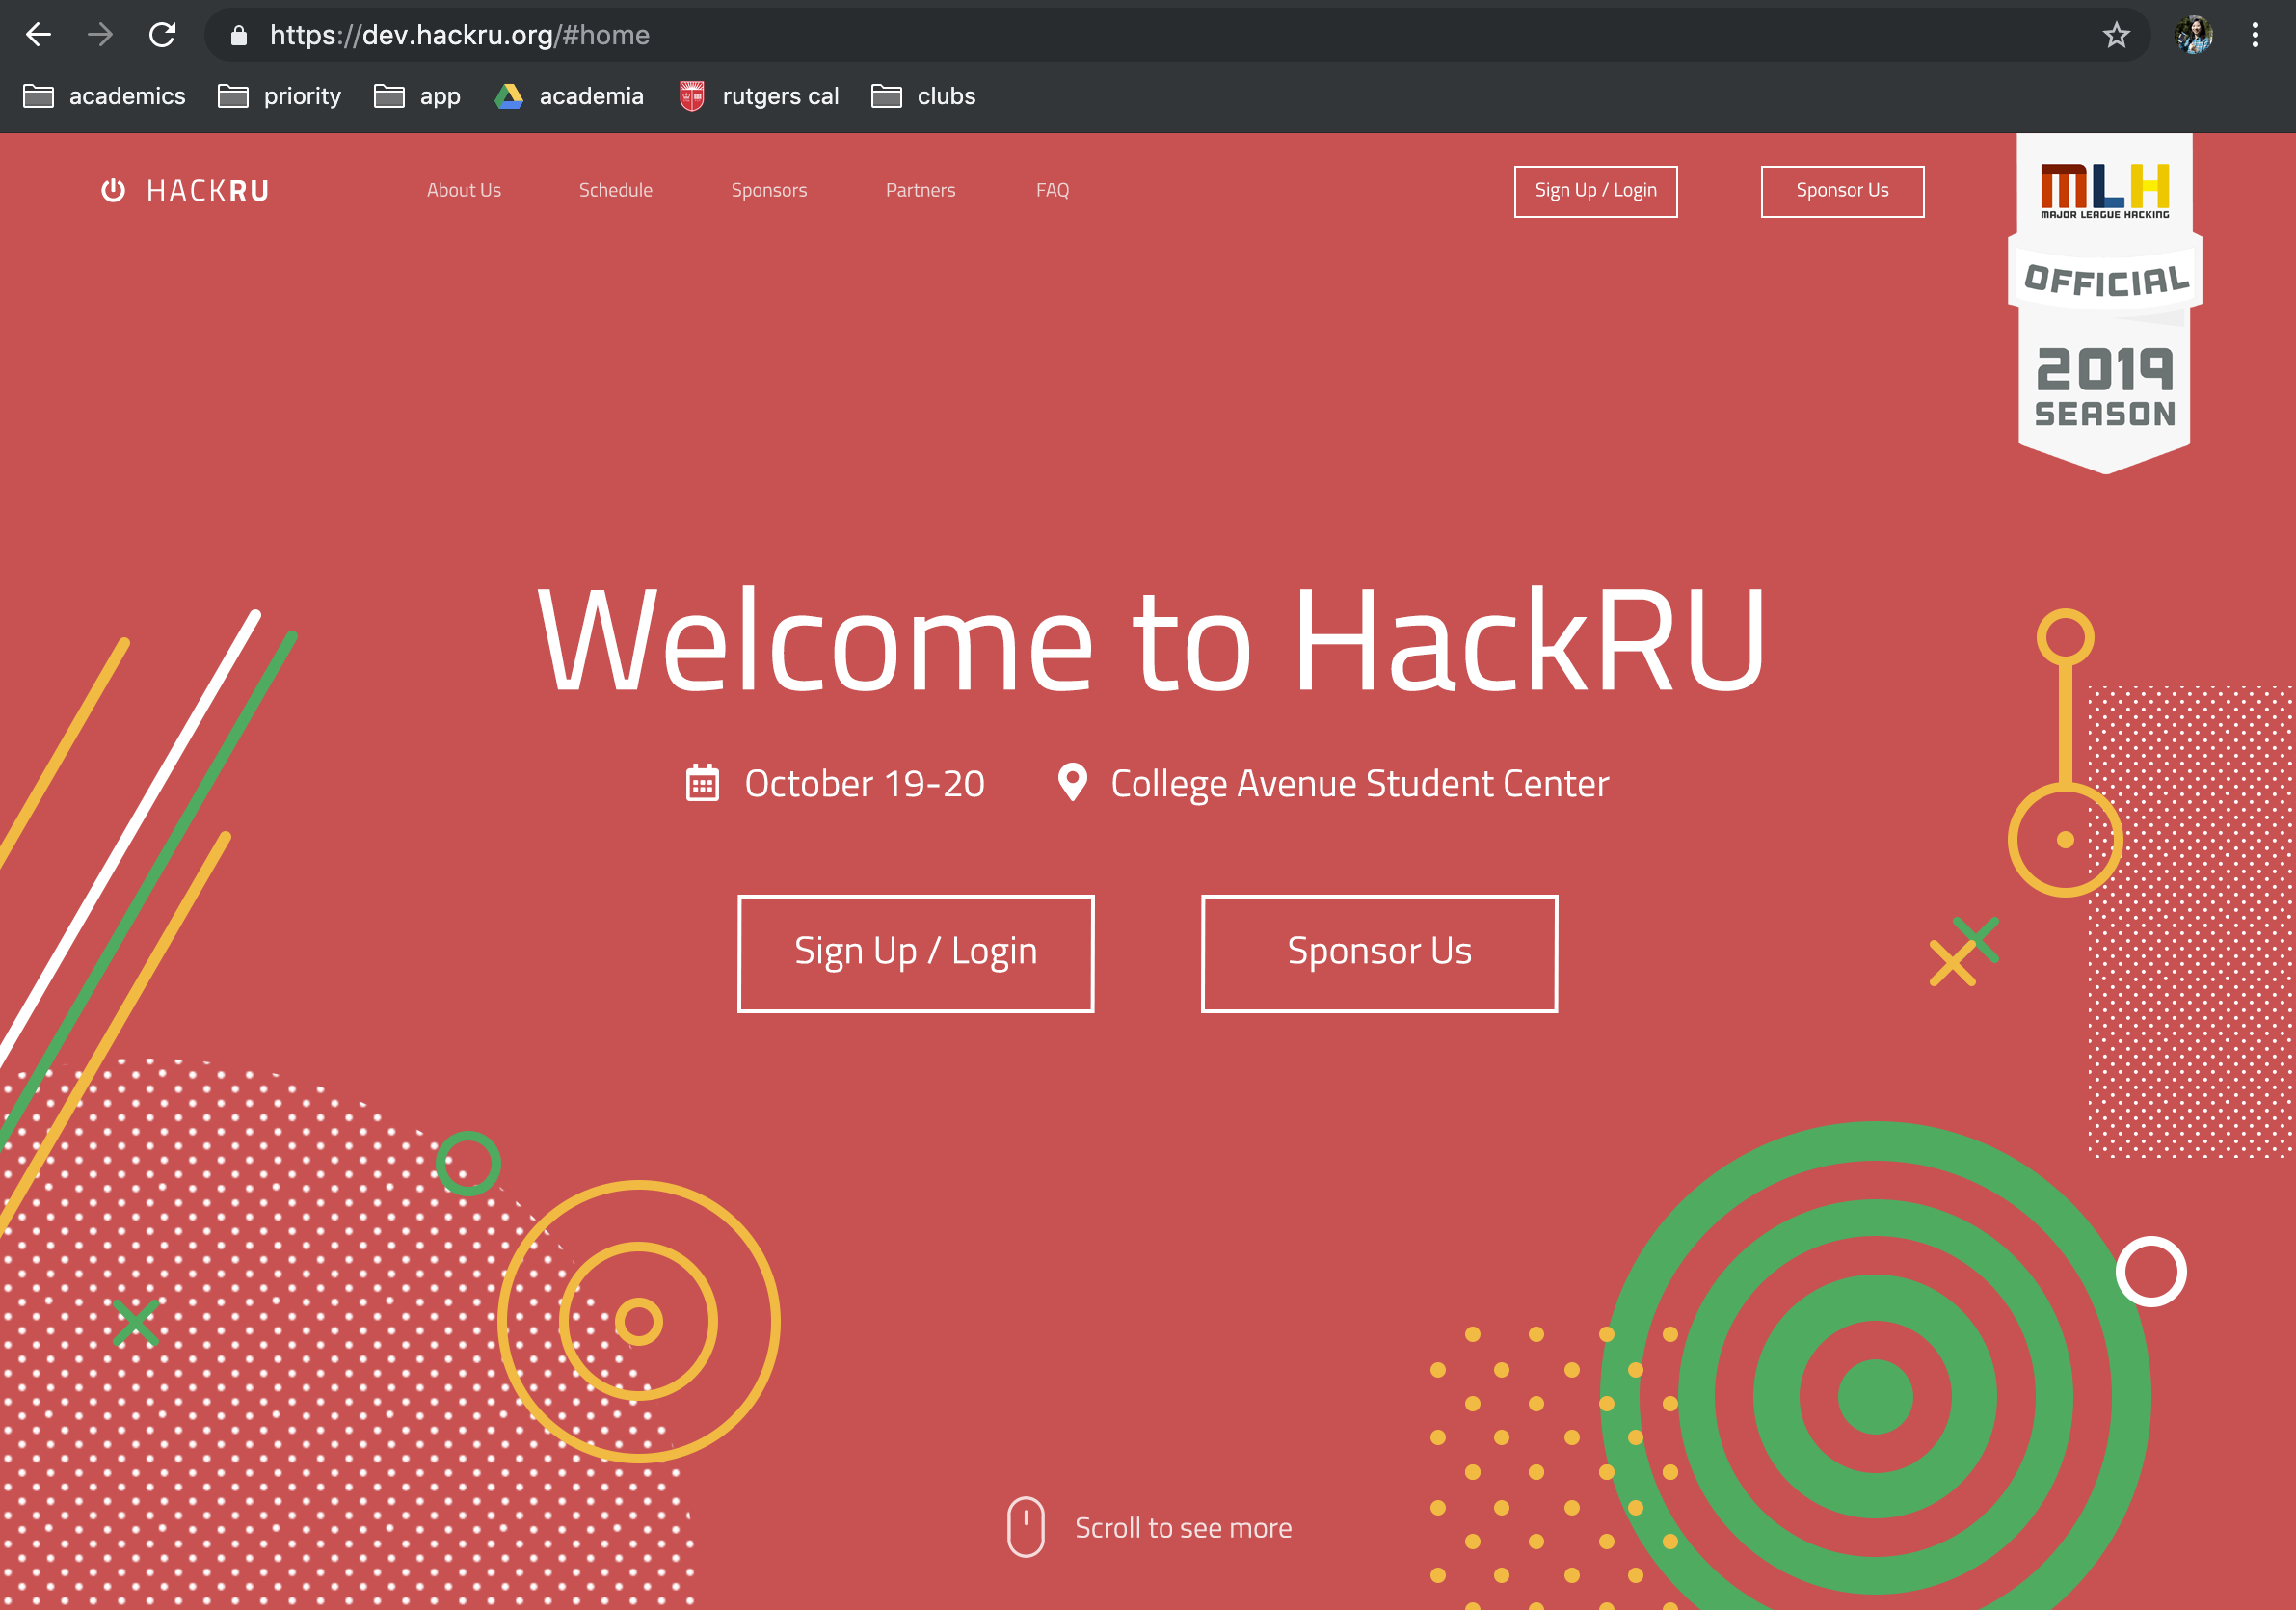 https://dev.hackru.org/#home
academics priority app academia rutgers cal clubs
HACKRU About Us Schedule Sponsors Partners FAQ Sign Up / Login Sponsor Us
MLH
MAJOR LEAGUE HACKING
OFFICIAL
2019
SEASON
Welcome to HackRU
October 19-20 College Avenue Student Center
Sign Up / Login Sponsor Us
Scroll to see more